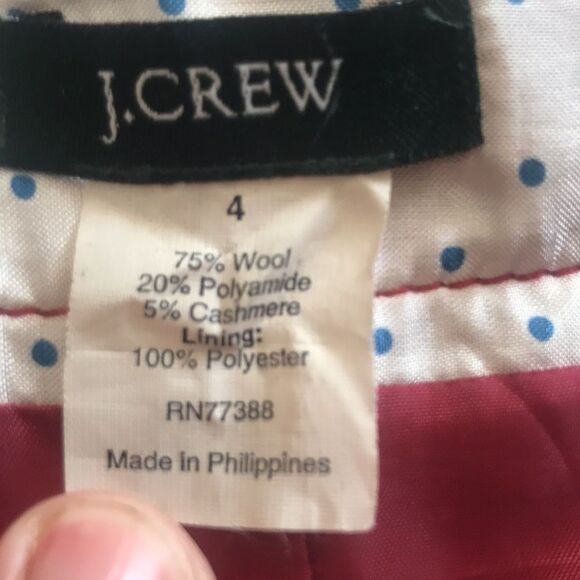 J.CREW
4
75% Wool
20% Polyamide
5% Cashmere
Lining:
100% Polyester
RN77388
Made in Philippines